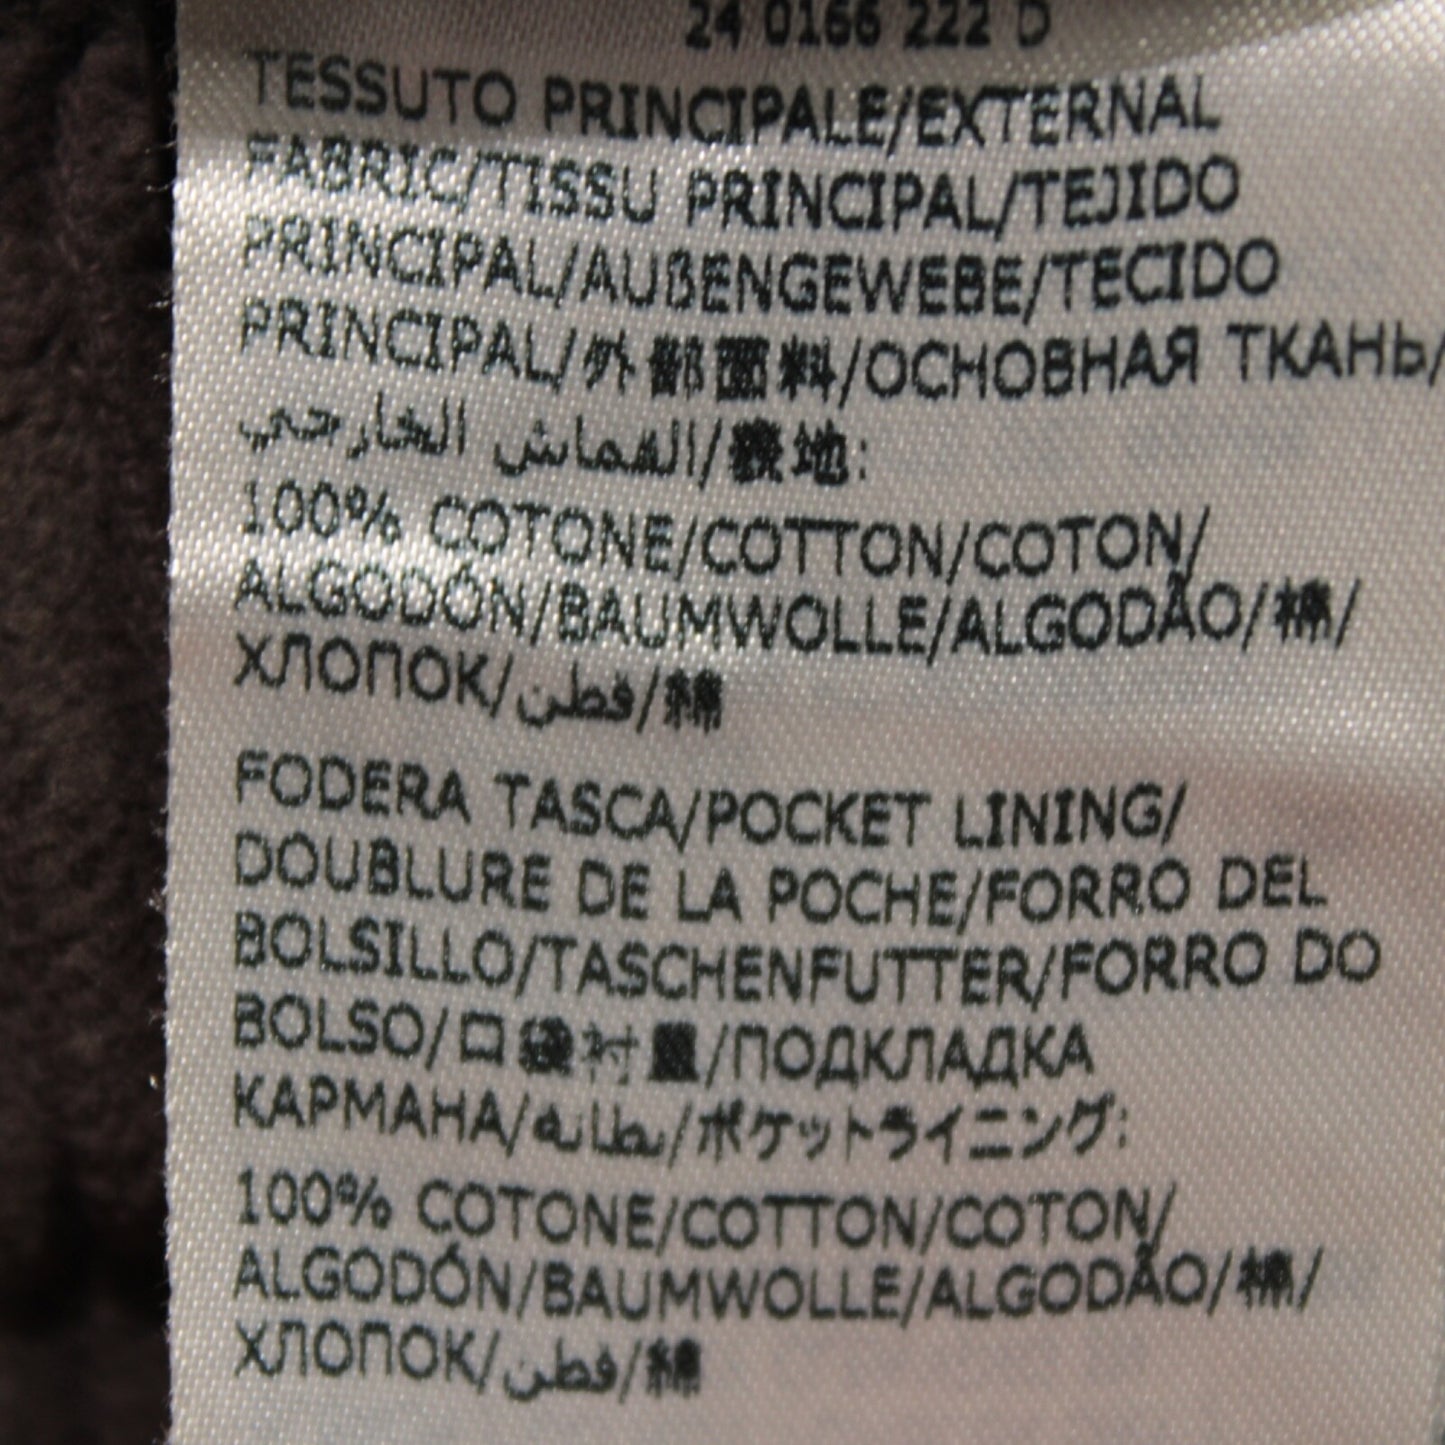 24 0166 222 D
TESSUTO PRINCIPALE/EXTERNAL
FABRIC/TISSU PRINCIPAL/TEJIDO
PRINCIPAL/AUßENGEWEBE/TECIDO
PRINCIPAL/外部面料/ОСНОВНАЯ ТКАНЬ/
القماش الخارجي/表地:
100% COTONE/COTTON/COTON/
ALGODÓN/BAUMWOLLE/ALGODÃO/棉/
ХЛОПОК/قطن/綿
FODERA TASCA/POCKET LINING/
DOUBLURE DE LA POCHE/FORRO DEL
BOLSILLO/TASCHENFUTTER/FORRO DO
BOLSO/口袋衬里/ПОДКЛАДКА
КАРМАНА/بطانه/ポケットライニング:
100% COTONE/COTTON/COTON/
ALGODÓN/BAUMWOLLE/ALGODÃO/棉/
ХЛОПОК/قطن/綿